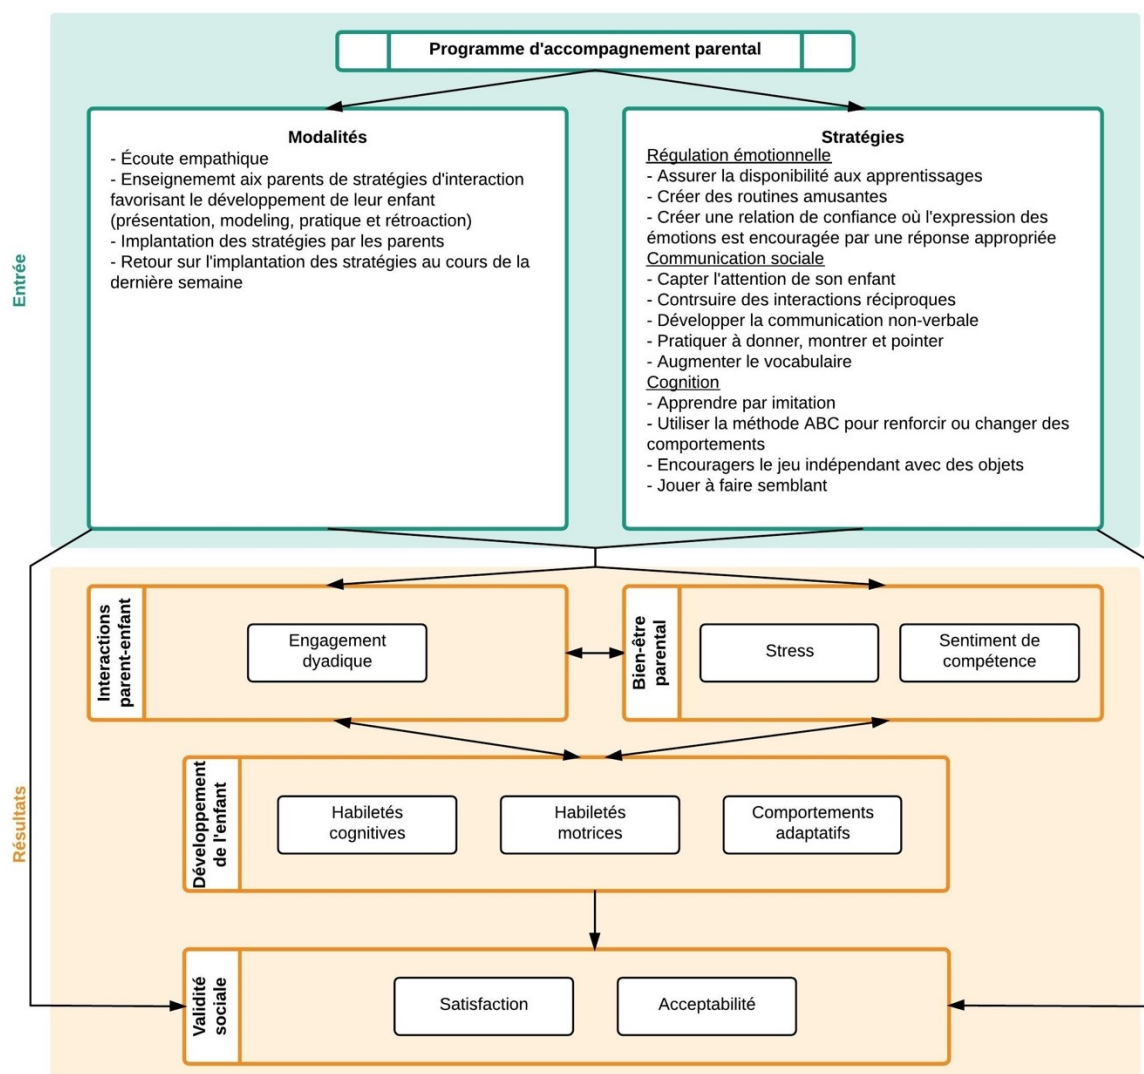 Programme d'accompagnement parental
Modalités
- Écoute empathique
- Enseignememt aix parents de stratégies d'interaction
favorisant le développement de leur enfant
(présentation, modeling, pratique et rétroaction)
- Implantation des stratégies par les parents
- Retour sur l'implantation des stratégies au cours de la
dernière semaine
Stratégies
Régulation émotionnelle
- Assurer la disponibilité aux apprentissages
- Créer des routines amusantes
- Créer une relation de confiance où l'expression des
émotions est encouragée par une réponse appropriée
Communication sociale
- Capter l'attention de son enfant
- Contrsuire des interactions réciproques
- Développer la communication non-verbale
- Pratiquer à donner, montrer et pointer
- Augmenter le vocabulaire
Cognition
- Apprendre par imitation
- Utiliser la méthode ABC pour renforcir ou changer des
comportements
- Encouragers le jeu indépendant avec des objets
- Jouer à faire semblant
Entrée
Interactions
parent-enfant
Engagement
dyadique
Bien-être
parental
Stress
Sentiment de
compétence
Résultats
Développement
de l'enfant
Habiletés
cognitives
Habiletés
motrices
Comportements
adaptatifs
Validité
sociale
Satisfaction
Acceptabilité